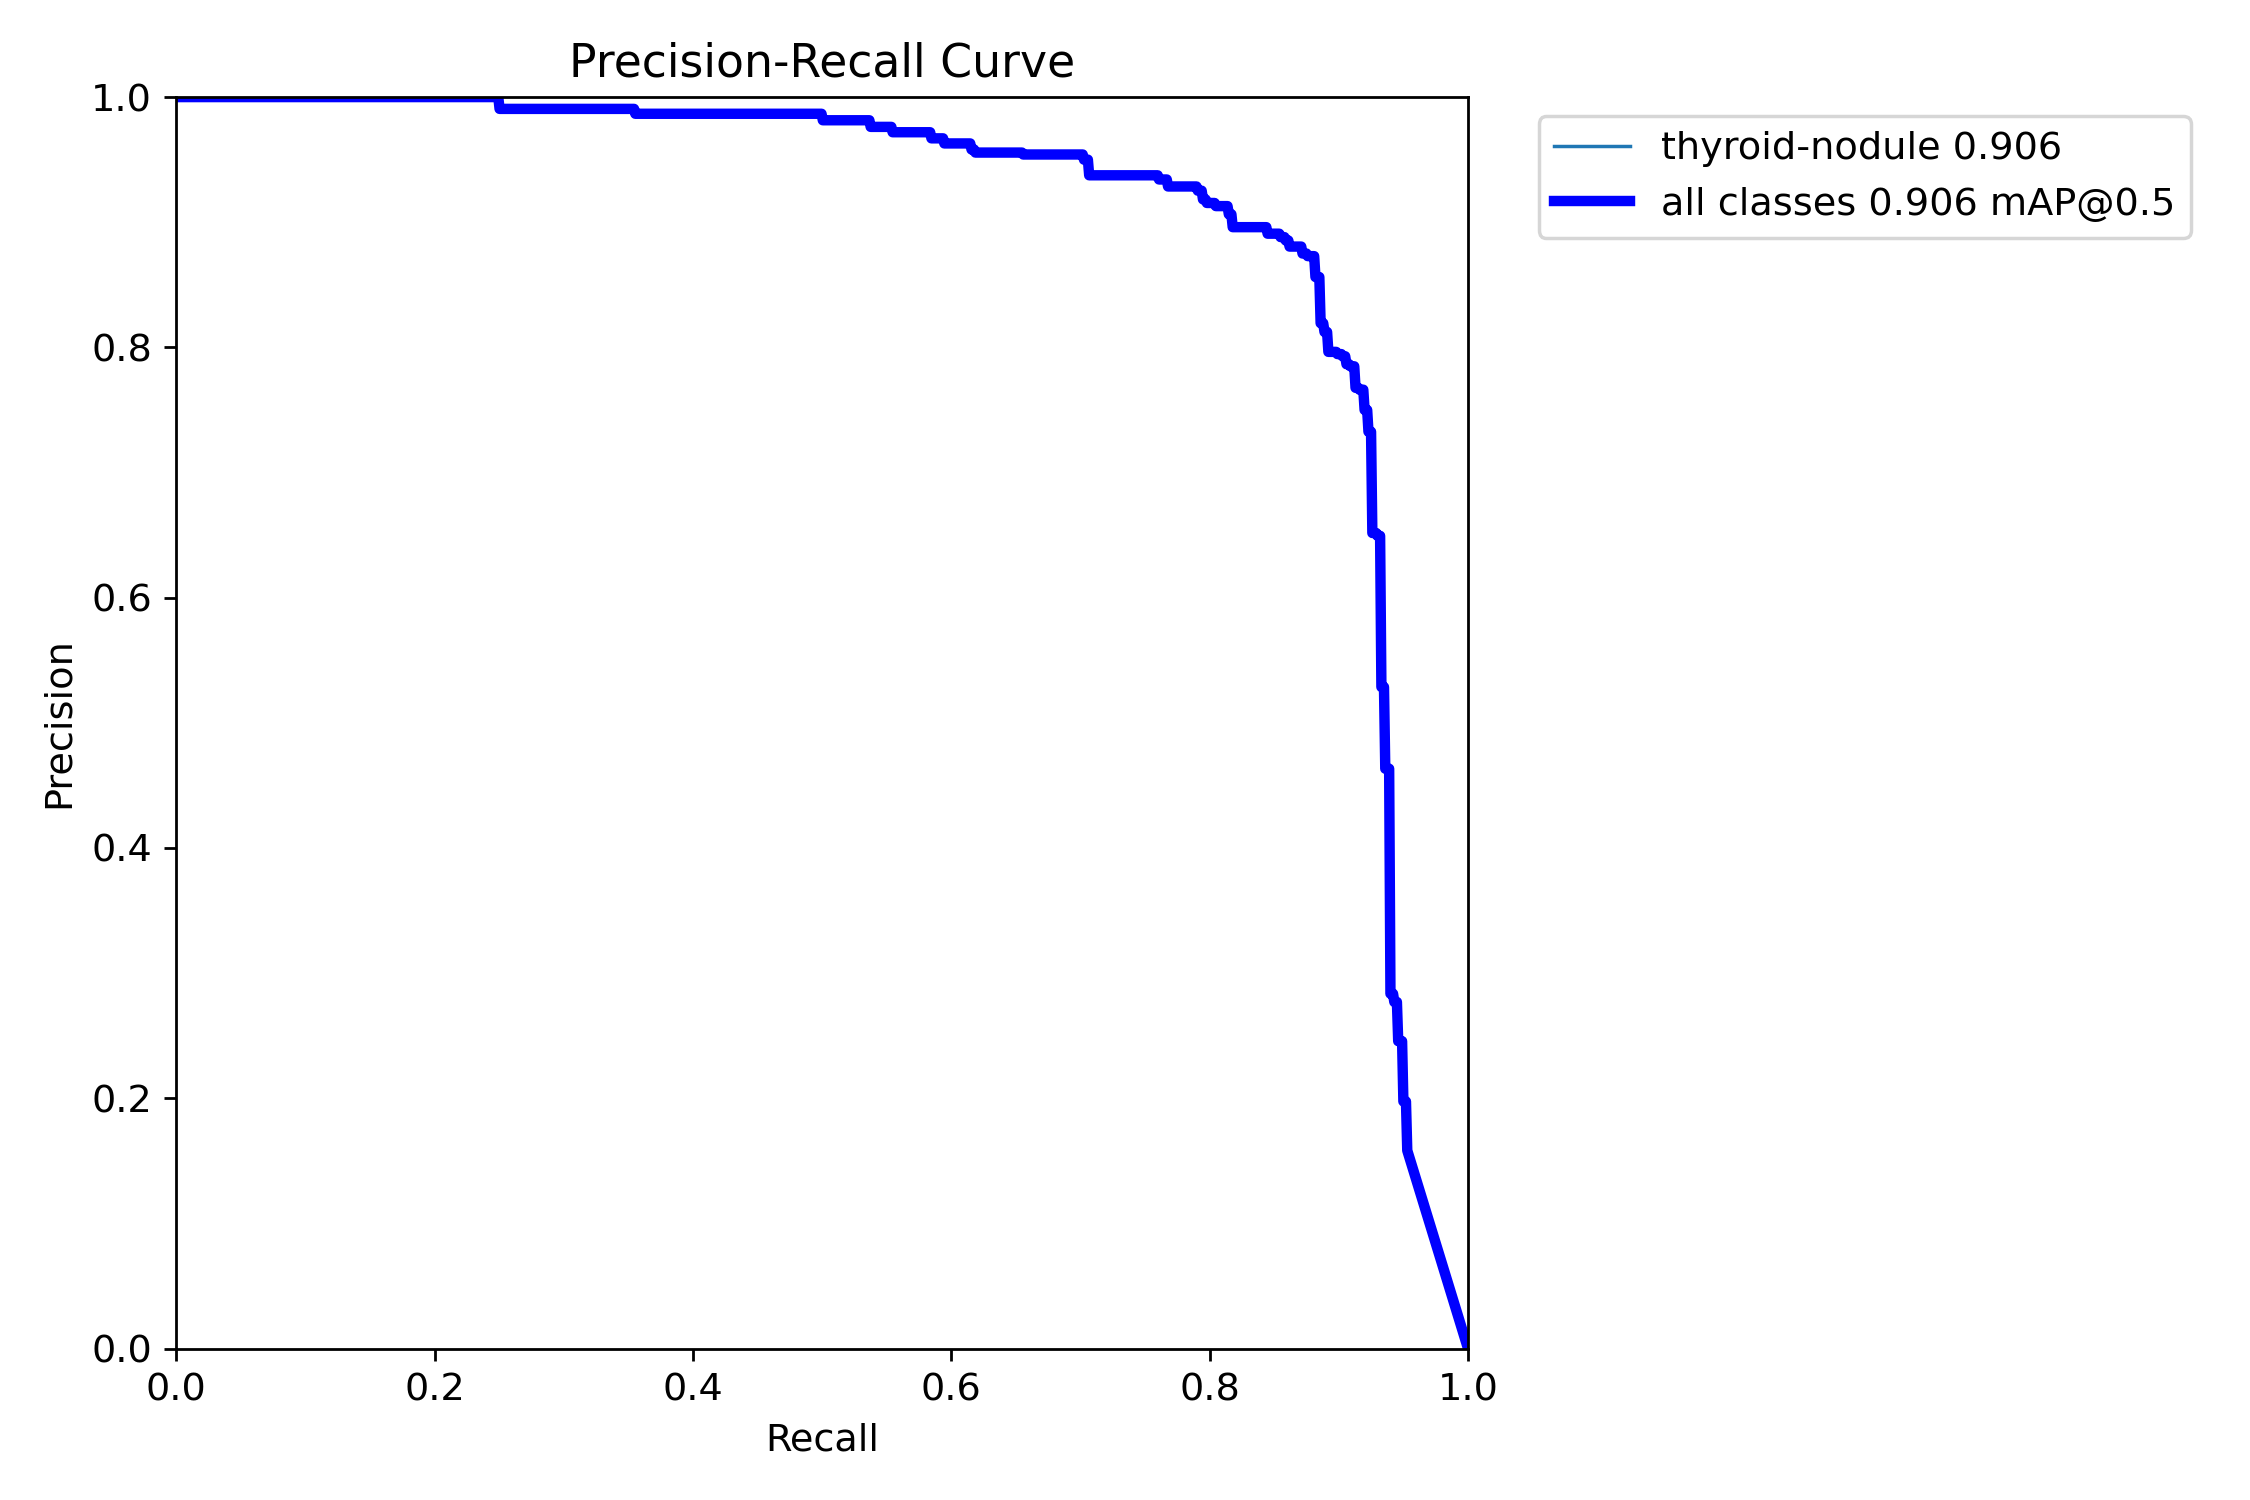 Precision-Recall Curve
1.0
0.8
0.6
0.4
0.2
0.0
Precision
0.0 0.2 0.4 0.6 0.8 1.0
Recall
thyroid-nodule 0.906
all classes 0.906 mAP@0.5